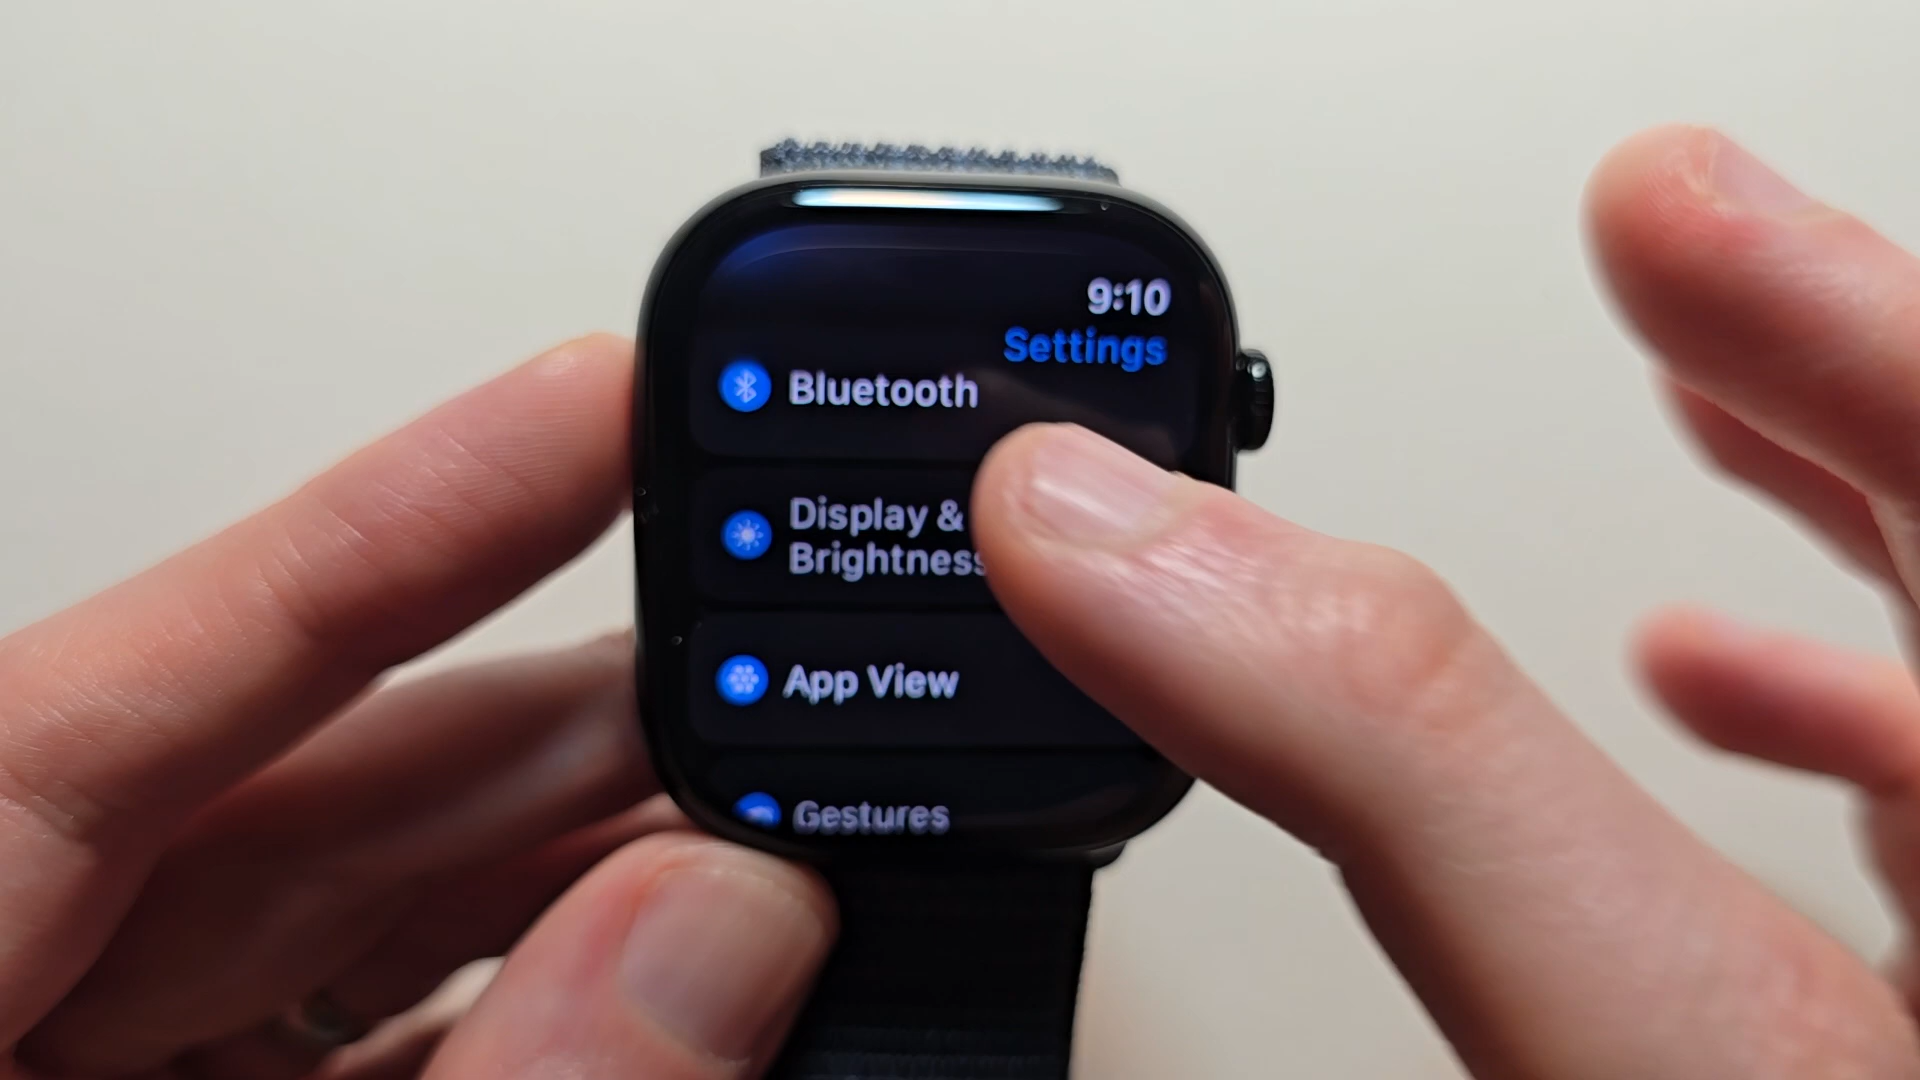 9:10
Settings
Bluetooth
Display &
Brightness
App View
Gestures